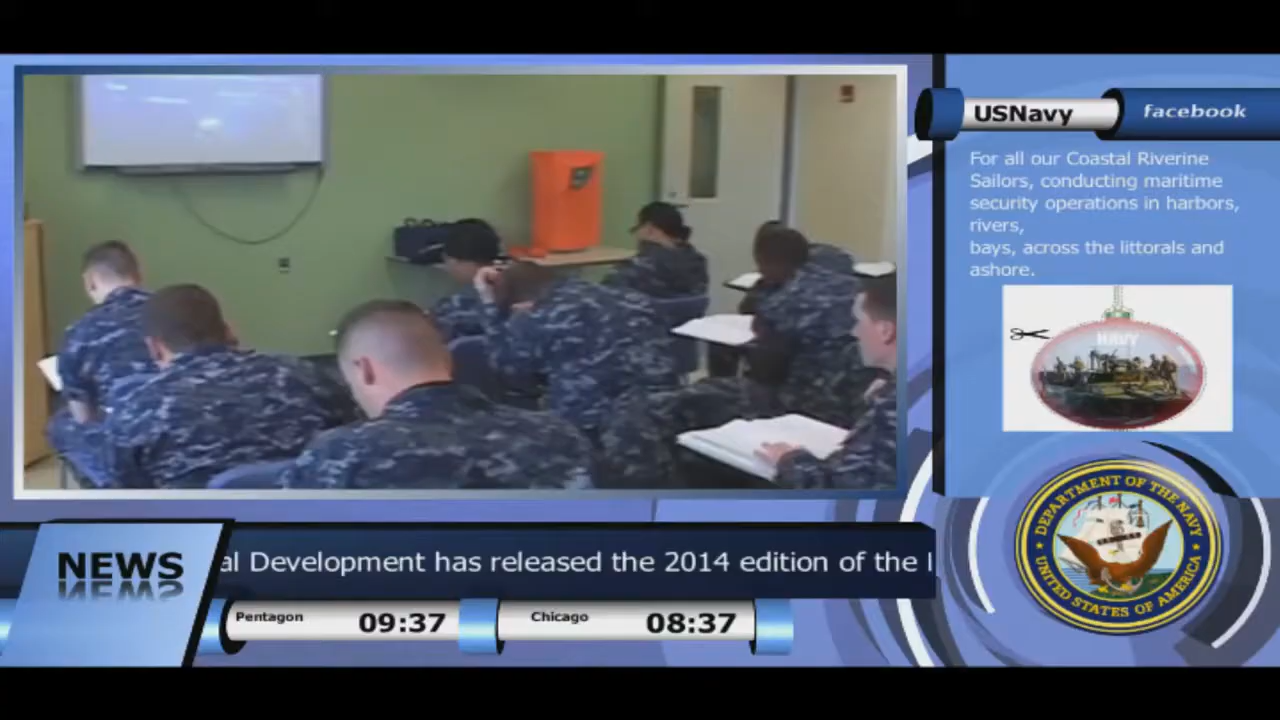 USNavy
facebook
For all our Coastal Riverine
Sailors, conducting maritime
security operations in harbors,
rivers,
bays, across the littorals and
ashore.
NAVY
DEPARTMENT OF THE NAVY
UNITED STATES OF AMERICA
NEWS
al Development has released the 2014 edition of the
Pentagon 09:37
Chicago 08:37